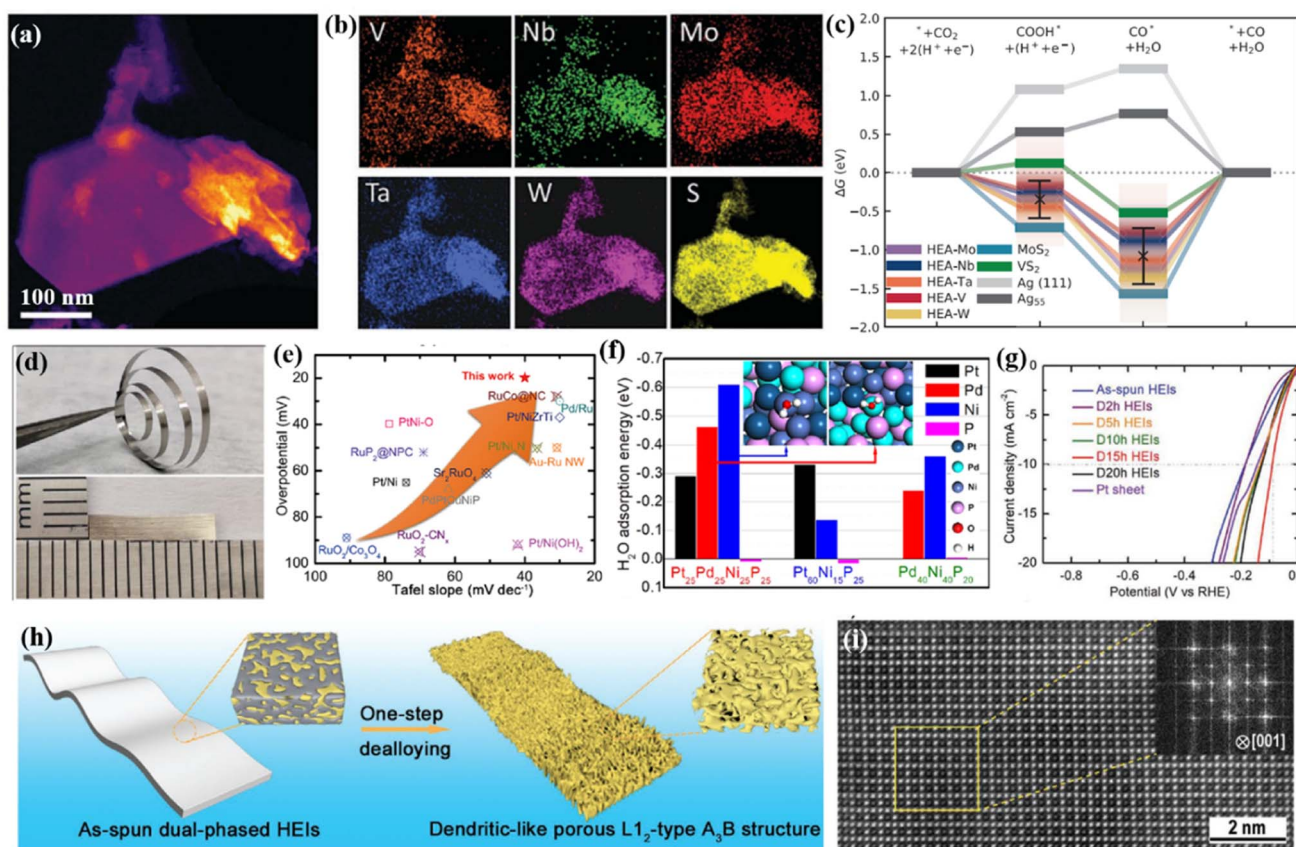 (a)
100 nm
(b)
V
Nb
Mo
Ta
W
S
(c)
*+CO₂
+2(H⁺+e⁻)
COOH*
+(H⁺+e⁻)
CO*
+H₂O
*+CO
+H₂O
2.0
1.5
1.0
0.5
0.0
−0.5
−1.0
−1.5
−2.0
ΔG (eV)
HEA-Mo
HEA-Nb
HEA-Ta
HEA-V
HEA-W
MoS₂
VS₂
Ag (111)
Ag₅₅
(d)
mm
(e)
Overpotential (mV)
20
40
60
80
100
This work
RuCo@NC
Pd/Ru
Pt/NiZrTi
PtNi-O
RuP₂@NPC
Au-Ru NW
Sr₂RuO₄
Pt/Ni
RuO₂-CNₓ
RuO₂/Co₃O₄
Pt/Ni(OH)₂
100
80
60
40
20
Tafel slope (mV dec⁻¹)
(f)
H₂O adsorption energy (eV)
-0.7
-0.6
-0.5
-0.4
-0.3
-0.2
-0.1
0.0
0.1
Pt
Pd
Ni
P
Pt
Pd
Ni
P
O
H
Pt₂₅Pd₂₅Ni₂₅P₂₅
Pt₆₀Ni₁₅P₂₅
Pd₄₀Ni₄₀P₂₀
(g)
Current density (mA cm⁻²)
0
-5
-10
-15
-20
As-spun HEIs
D2h HEIs
D5h HEIs
D10h HEIs
D15h HEIs
D20h HEIs
Pt sheet
-0.8
-0.6
-0.4
-0.2
0
Potential (V vs RHE)
(h)
One-step
dealloying
As-spun dual-phased HEIs
Dendritic-like porous L1₂-type A₃B structure
(i)
⊗[001]
2 nm